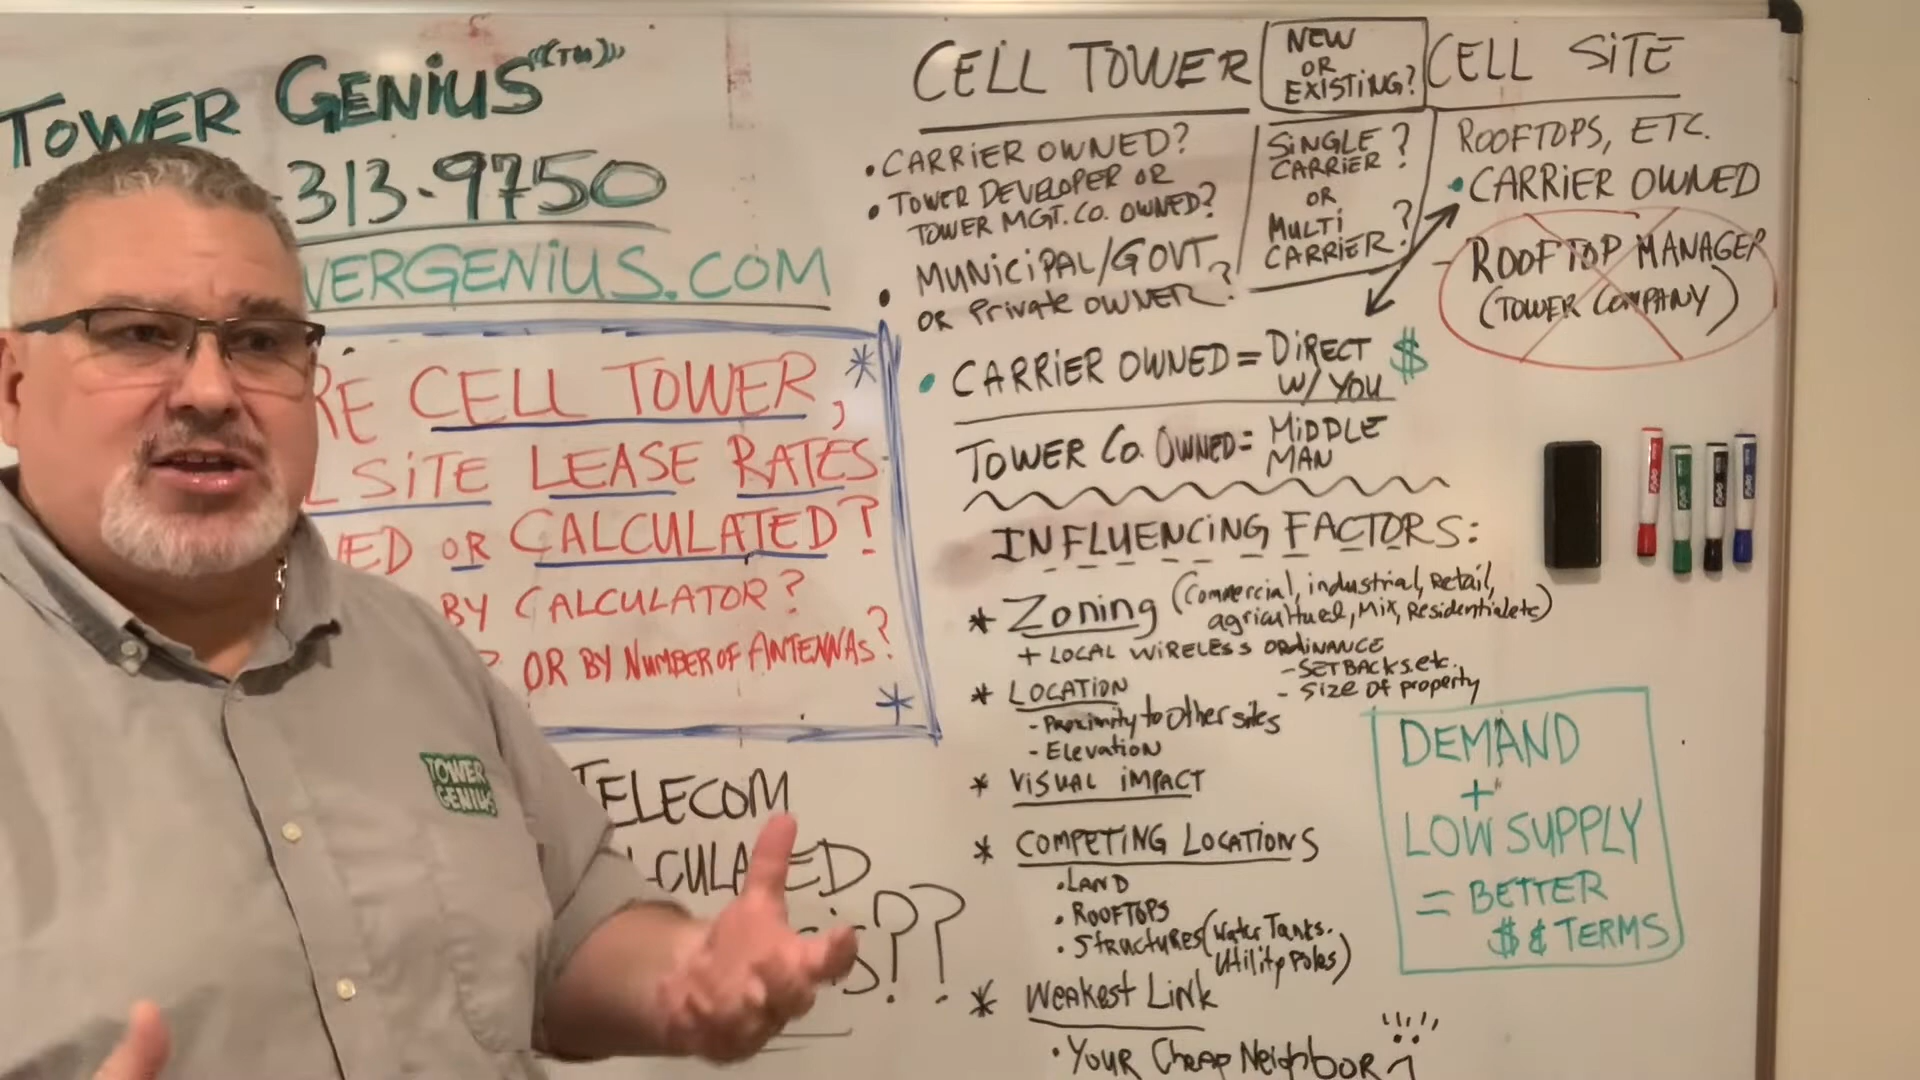 TOWER GENIUS ((TM))
313.9750
WERGENIUS.COM
RE CELL TOWER, *
L SITE LEASE RATES
ED OR CALCULATED?
BY CALCULATOR?
? OR BY NUMBER OF ANTENNAS?
*
TELECOM
LCULATED
is??
TOWER
GENIUS
CELL TOWER
• CARRIER OWNED?
• TOWER DEVELOPER OR
TOWER MGT. CO. OWNED?
• MUNICIPAL/GOVT
OR Private OWNER?
NEW
OR
EXISTING?
SINGLE ?
CARRIER ?
OR
MULTI
CARRIER?
CELL SITE
ROOFTOPS, ETC.
• CARRIER OWNED
- ROOFTOP MANAGER
(TOWER COMPANY)
• CARRIER OWNED = DIRECT
W/ YOU $
TOWER CO. OWNED = MIDDLE
MAN
INFLUENCING FACTORS:
* Zoning (Commercial, industrial, Retail,
agricultuel, Mix, Residential etc)
+ LOCAL WIRELESS ORDINANCE
- SETBACKS. etc.
- Size of property
* LOCATION
- Proximity to other sites
- Elevation
* VISUAL IMPACT
* COMPETING LOCATIONS
• LAND
• ROOFTOPS
• Structures (Water Tanks.
Utility Poles)
* Weakest Link
• YOUR Cheap Neighbor
DEMAND
+
LOW SUPPLY
= BETTER
$ & TERMS